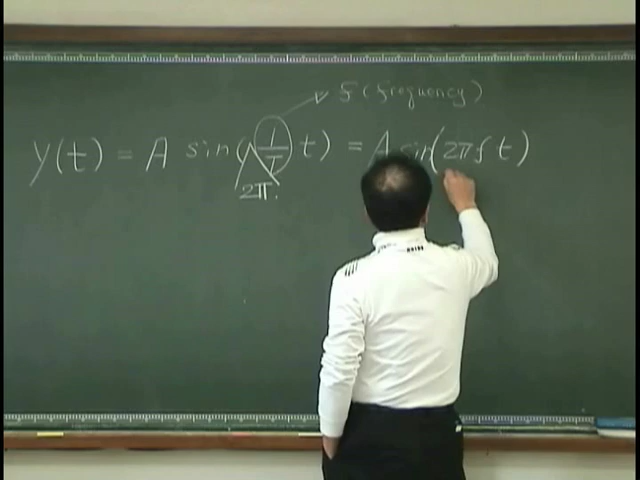 f (frequency)
y(t) = A sin( 1/T t) = A sin(2πf t)
2π.